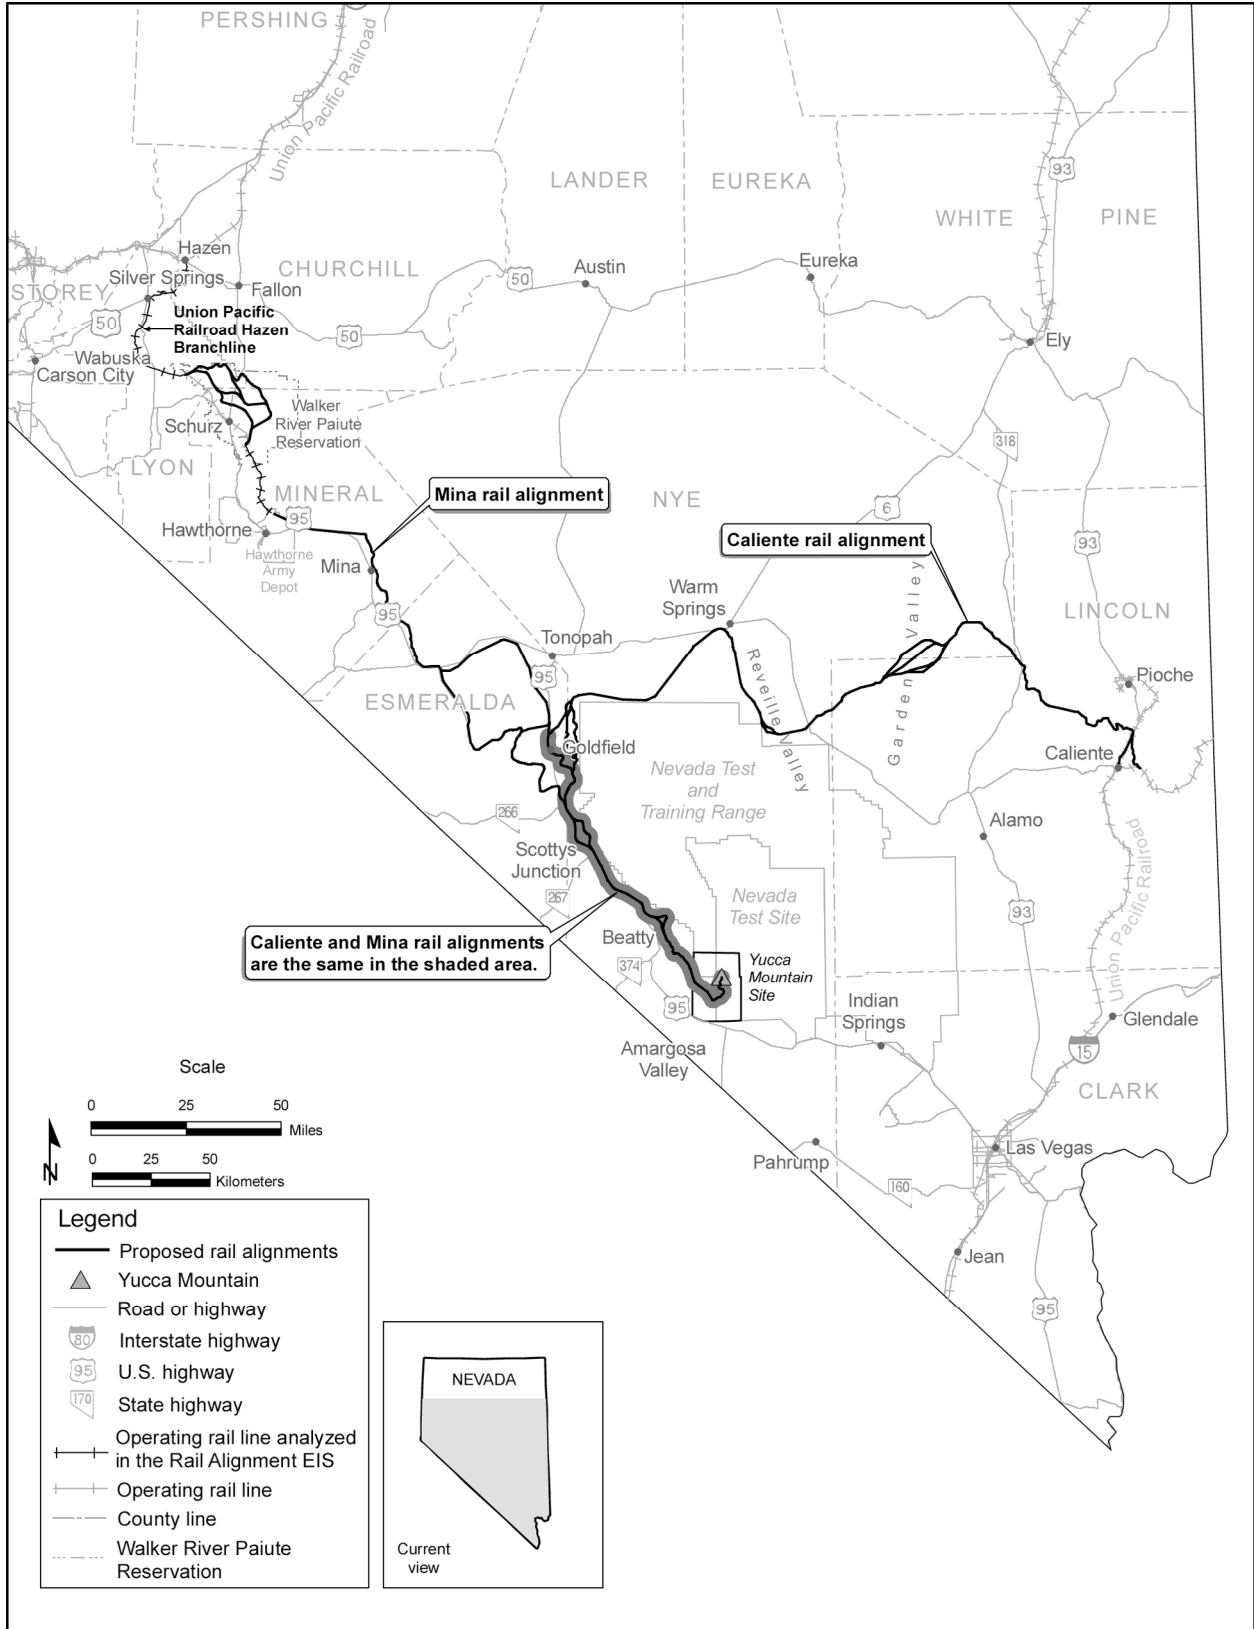 PERSHING
Union Pacific Railroad
LANDER
EUREKA
93
WHITE
PINE
Hazen
CHURCHILL
Silver Springs
STOREY
Fallon
50
Austin
Eureka
50
Union Pacific
Railroad Hazen
Branchline
50
Ely
Wabuska
Carson City
Walker
River Paiute
Reservation
Schurz
318
LYON
MINERAL
Mina rail alignment
NYE
6
95
Hawthorne
Caliente rail alignment
93
Hawthorne
Army
Depot
Mina
Warm
Springs
95
LINCOLN
Tonopah
Garden Valley
Reveille Valley
95
Pioche
ESMERALDA
Goldfield
Caliente
Nevada Test
and
Training Range
266
Alamo
Scottys
Junction
Union Pacific Railroad
267
Nevada
Test Site
93
Caliente and Mina rail alignments
are the same in the shaded area.
Beatty
374
Yucca
Mountain
Site
95
Indian
Springs
Glendale
Amargosa
Valley
15
CLARK
Scale
0 25 50
Miles
N
0 25 50
Kilometers
Las Vegas
Pahrump
160
Jean
95
Legend
Proposed rail alignments
Yucca Mountain
Road or highway
80
Interstate highway
95
U.S. highway
170
State highway
Operating rail line analyzed
in the Rail Alignment EIS
Operating rail line
County line
Walker River Paiute
Reservation
NEVADA
Current
view